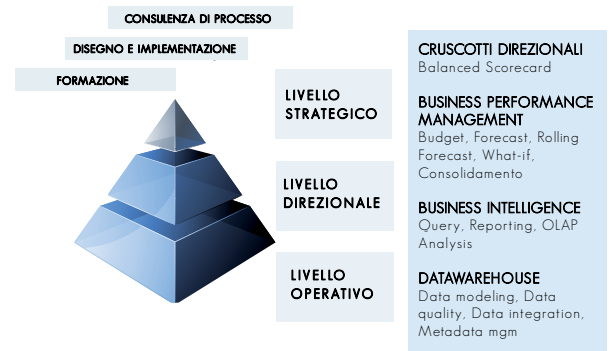 CONSULENZA DI PROCESSO
DISEGNO E IMPLEMENTAZIONE
FORMAZIONE
LIVELLO
STRATEGICO
LIVELLO
DIREZIONALE
LIVELLO
OPERATIVO
CRUSCOTTI DIREZIONALI
Balanced Scorecard
BUSINESS PERFORMANCE
MANAGEMENT
Budget, Forecast, Rolling
Forecast, What-if,
Consolidamento
BUSINESS INTELLIGENCE
Query, Reporting, OLAP
Analysis
DATAWAREHOUSE
Data modeling, Data
quality, Data integration,
Metadata mgm